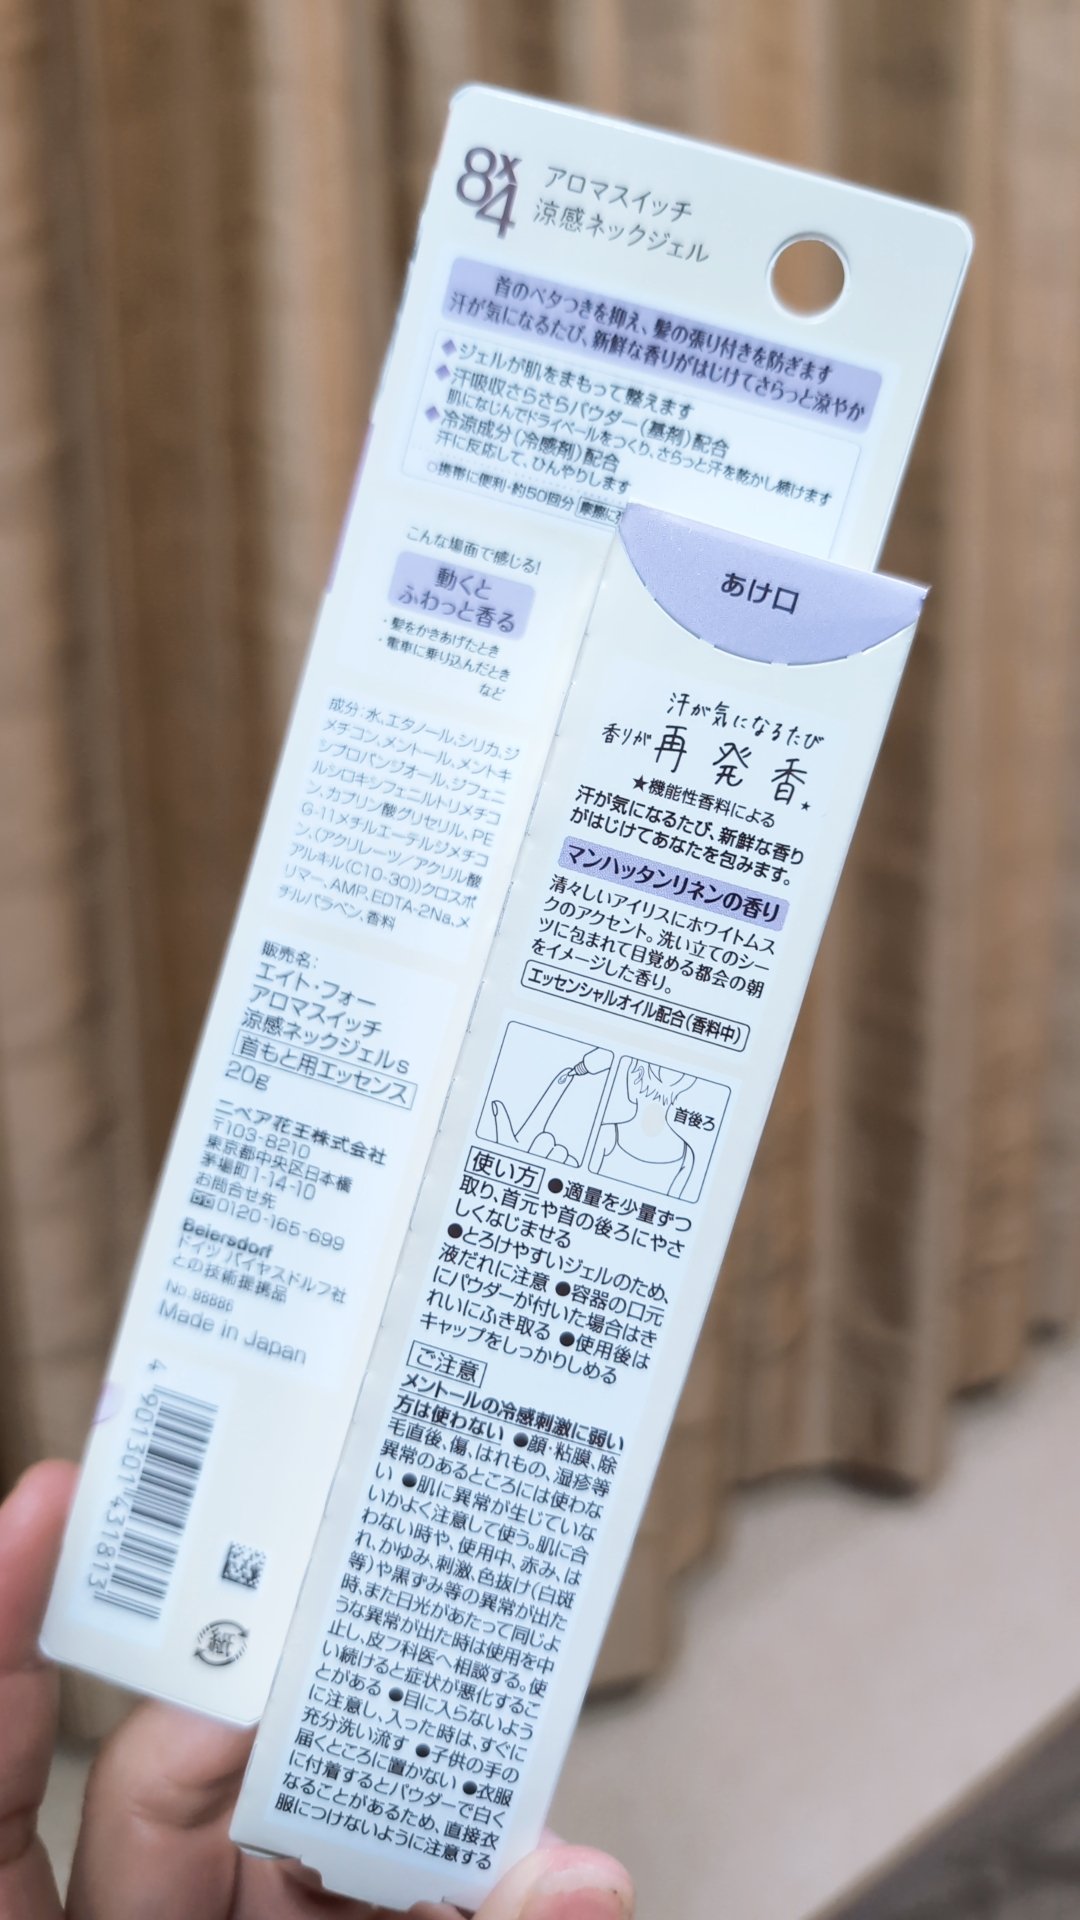 8x4
アロマスイッチ
涼感ネックジェル
首のベタつきを抑え、髪の張り付きを防ぎます
汗が気になるたび、新鮮な香りがはじけてさらっと涼やか
◆ジェルが肌をまもって整えます
◆汗吸収さらさらパウダー(基剤)配合
肌になじんでドライベールをつくり、さらっと汗を乾かし続けます
◆冷涼成分(冷感剤)配合
汗に反応して、ひんやりします
○携帯に便利・約50回分
こんな場面で感じる!
動くと
ふわっと香る
・髪をかきあげたとき
・電車に乗り込んだとき
など
成分:水、エタノール、シリカ、ジ
メチコン、メントール、メントキ
シプロパンジオール、ジフェニ
ルシロキシフェニルトリメチコ
ン、カプリン酸グリセリル、PE
G-11メチルエーテルジメチコ
ン、(アクリレーツ/アクリル酸
アルキル(C10-30))クロスポ
リマー、AMP、EDTA-2Na、メ
チルパラベン、香料
販売名:
エイト・フォー
アロマスイッチ
涼感ネックジェルs
首もと用エッセンス
20g
ニベア花王株式会社
〒103-8210
東京都中央区日本橋
茅場町1-14-10
お問合せ先
0120-165-699
Beiersdorf
ドイツ バイヤスドルフ社
との技術提携品
No.88886
Made in Japan
4 901301 431813
紙
あけ口
汗が気になるたび
香りが再発香★
★機能性香料による
汗が気になるたび、新鮮な香り
がはじけてあなたを包みます。
マンハッタンリネンの香り
清々しいアイリスにホワイトムス
クのアクセント。洗い立てのシー
ツに包まれて目覚める都会の朝
をイメージした香り。
エッセンシャルオイル配合(香料中)
首後ろ
使い方 ●適量を少量ずつ
取り、首元や首の後ろにやさ
しくなじませる
●とろけやすいジェルのため、
液だれに注意 ●容器の口元
にパウダーが付いた場合はき
れいにふき取る ●使用後は
キャップをしっかりしめる
ご注意
メントールの冷感刺激に弱い
方は使わない ●顔・粘膜、除
毛直後、傷、はれもの、湿疹等
異常のあるところには使わな
い ●肌に異常が生じていな
いかよく注意して使う。肌に合
わない時や、使用中、赤み、は
れ、かゆみ、刺激、色抜け(白斑
等)や黒ずみ等の異常が出た
時、また日光があたって同じよ
うな異常が出た時は使用を中
止し、皮フ科医へ相談する。使
い続けると症状が悪化するこ
とがある ●目に入らないよう
に注意し、入った時は、すぐに
充分洗い流す ●子供の手の
届くところに置かない ●衣服
に付着するとパウダーで白く
なることがあるため、直接衣
服につけないように注意する